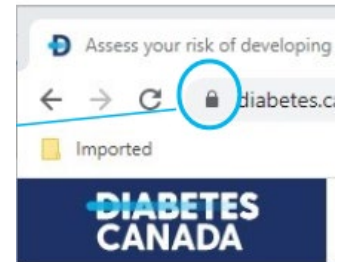 Assess your risk of developing
diabetes.ca
Imported
DIABETES
CANADA